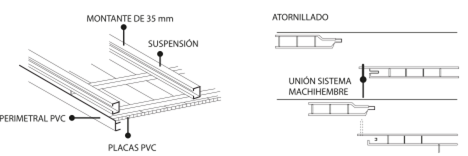 MONTANTE DE 35 mm
SUSPENSIÓN
PERIMETRAL PVC
PLACAS PVC
ATORNILLADO
UNIÓN SISTEMA
MACHIHEMBRE